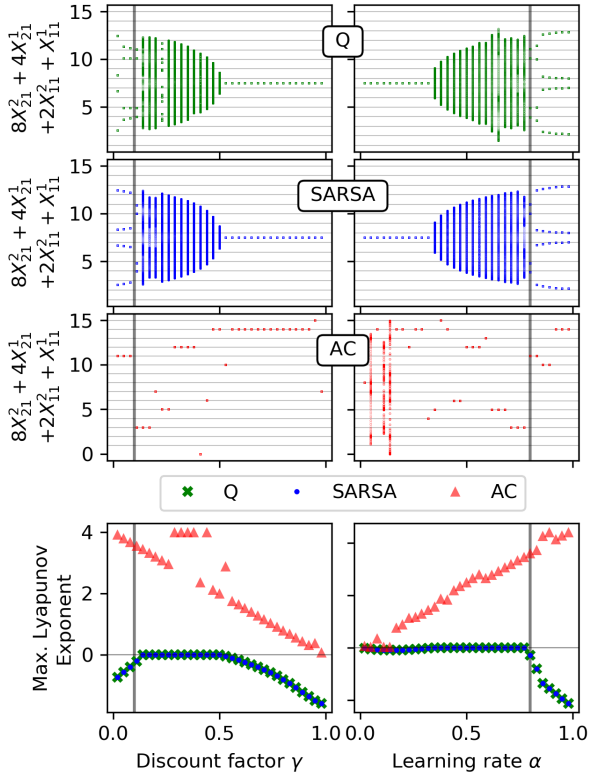 15
10
5
8X²₂₁ + 4X¹₂₁
+2X²₁₁ + X¹₁₁
Q
15
10
5
8X²₂₁ + 4X¹₂₁
+2X²₁₁ + X¹₁₁
SARSA
15
10
5
0
8X²₂₁ + 4X¹₂₁
+2X²₁₁ + X¹₁₁
AC
Q SARSA AC
4
2
0
Max. Lyapunov
Exponent
0.0 0.5 1.0 0.5 1.0
Discount factor γ Learning rate α